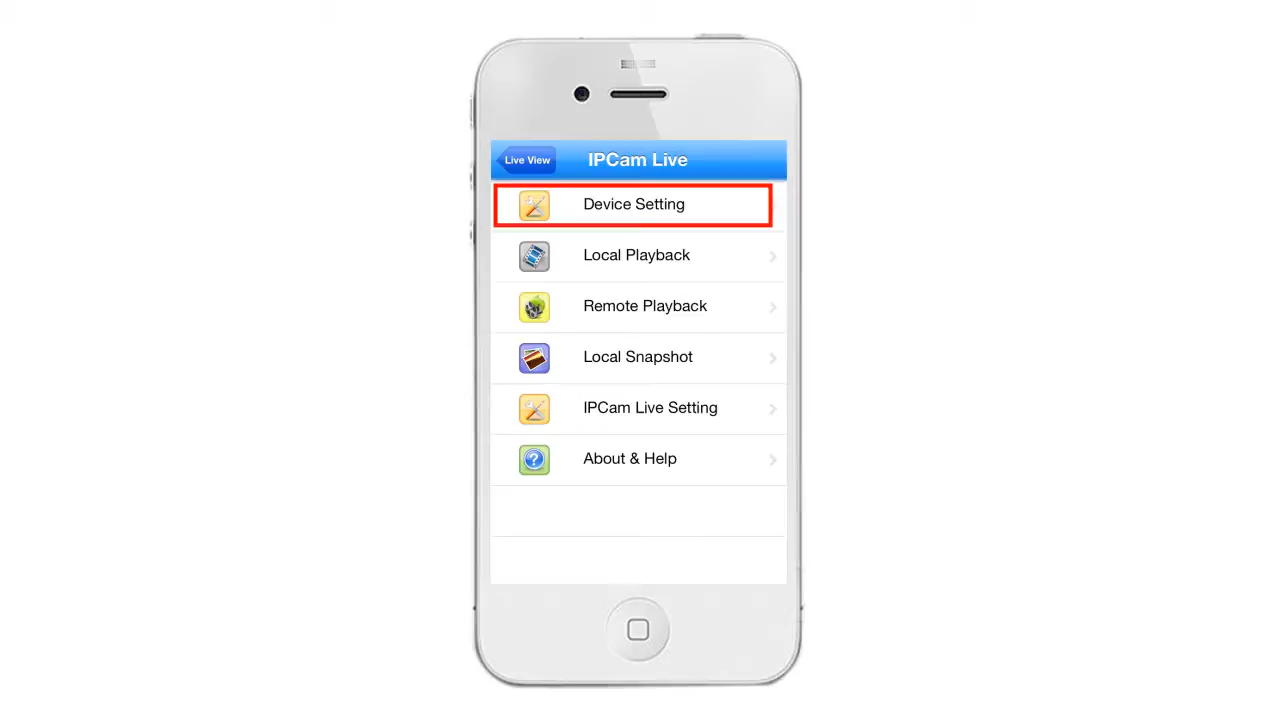 Live View
IPCam Live
Device Setting
Local Playback
Remote Playback
Local Snapshot
IPCam Live Setting
About & Help